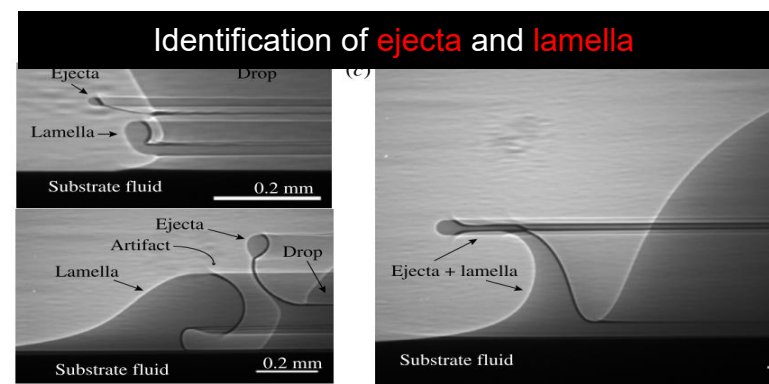 Identification of ejecta and lamella
Ejecta
Drop
(c)
Lamella
Substrate fluid
0.2 mm
Ejecta
Artifact
Drop
Lamella
0.2 mm
Substrate fluid
Ejecta + lamella
Substrate fluid